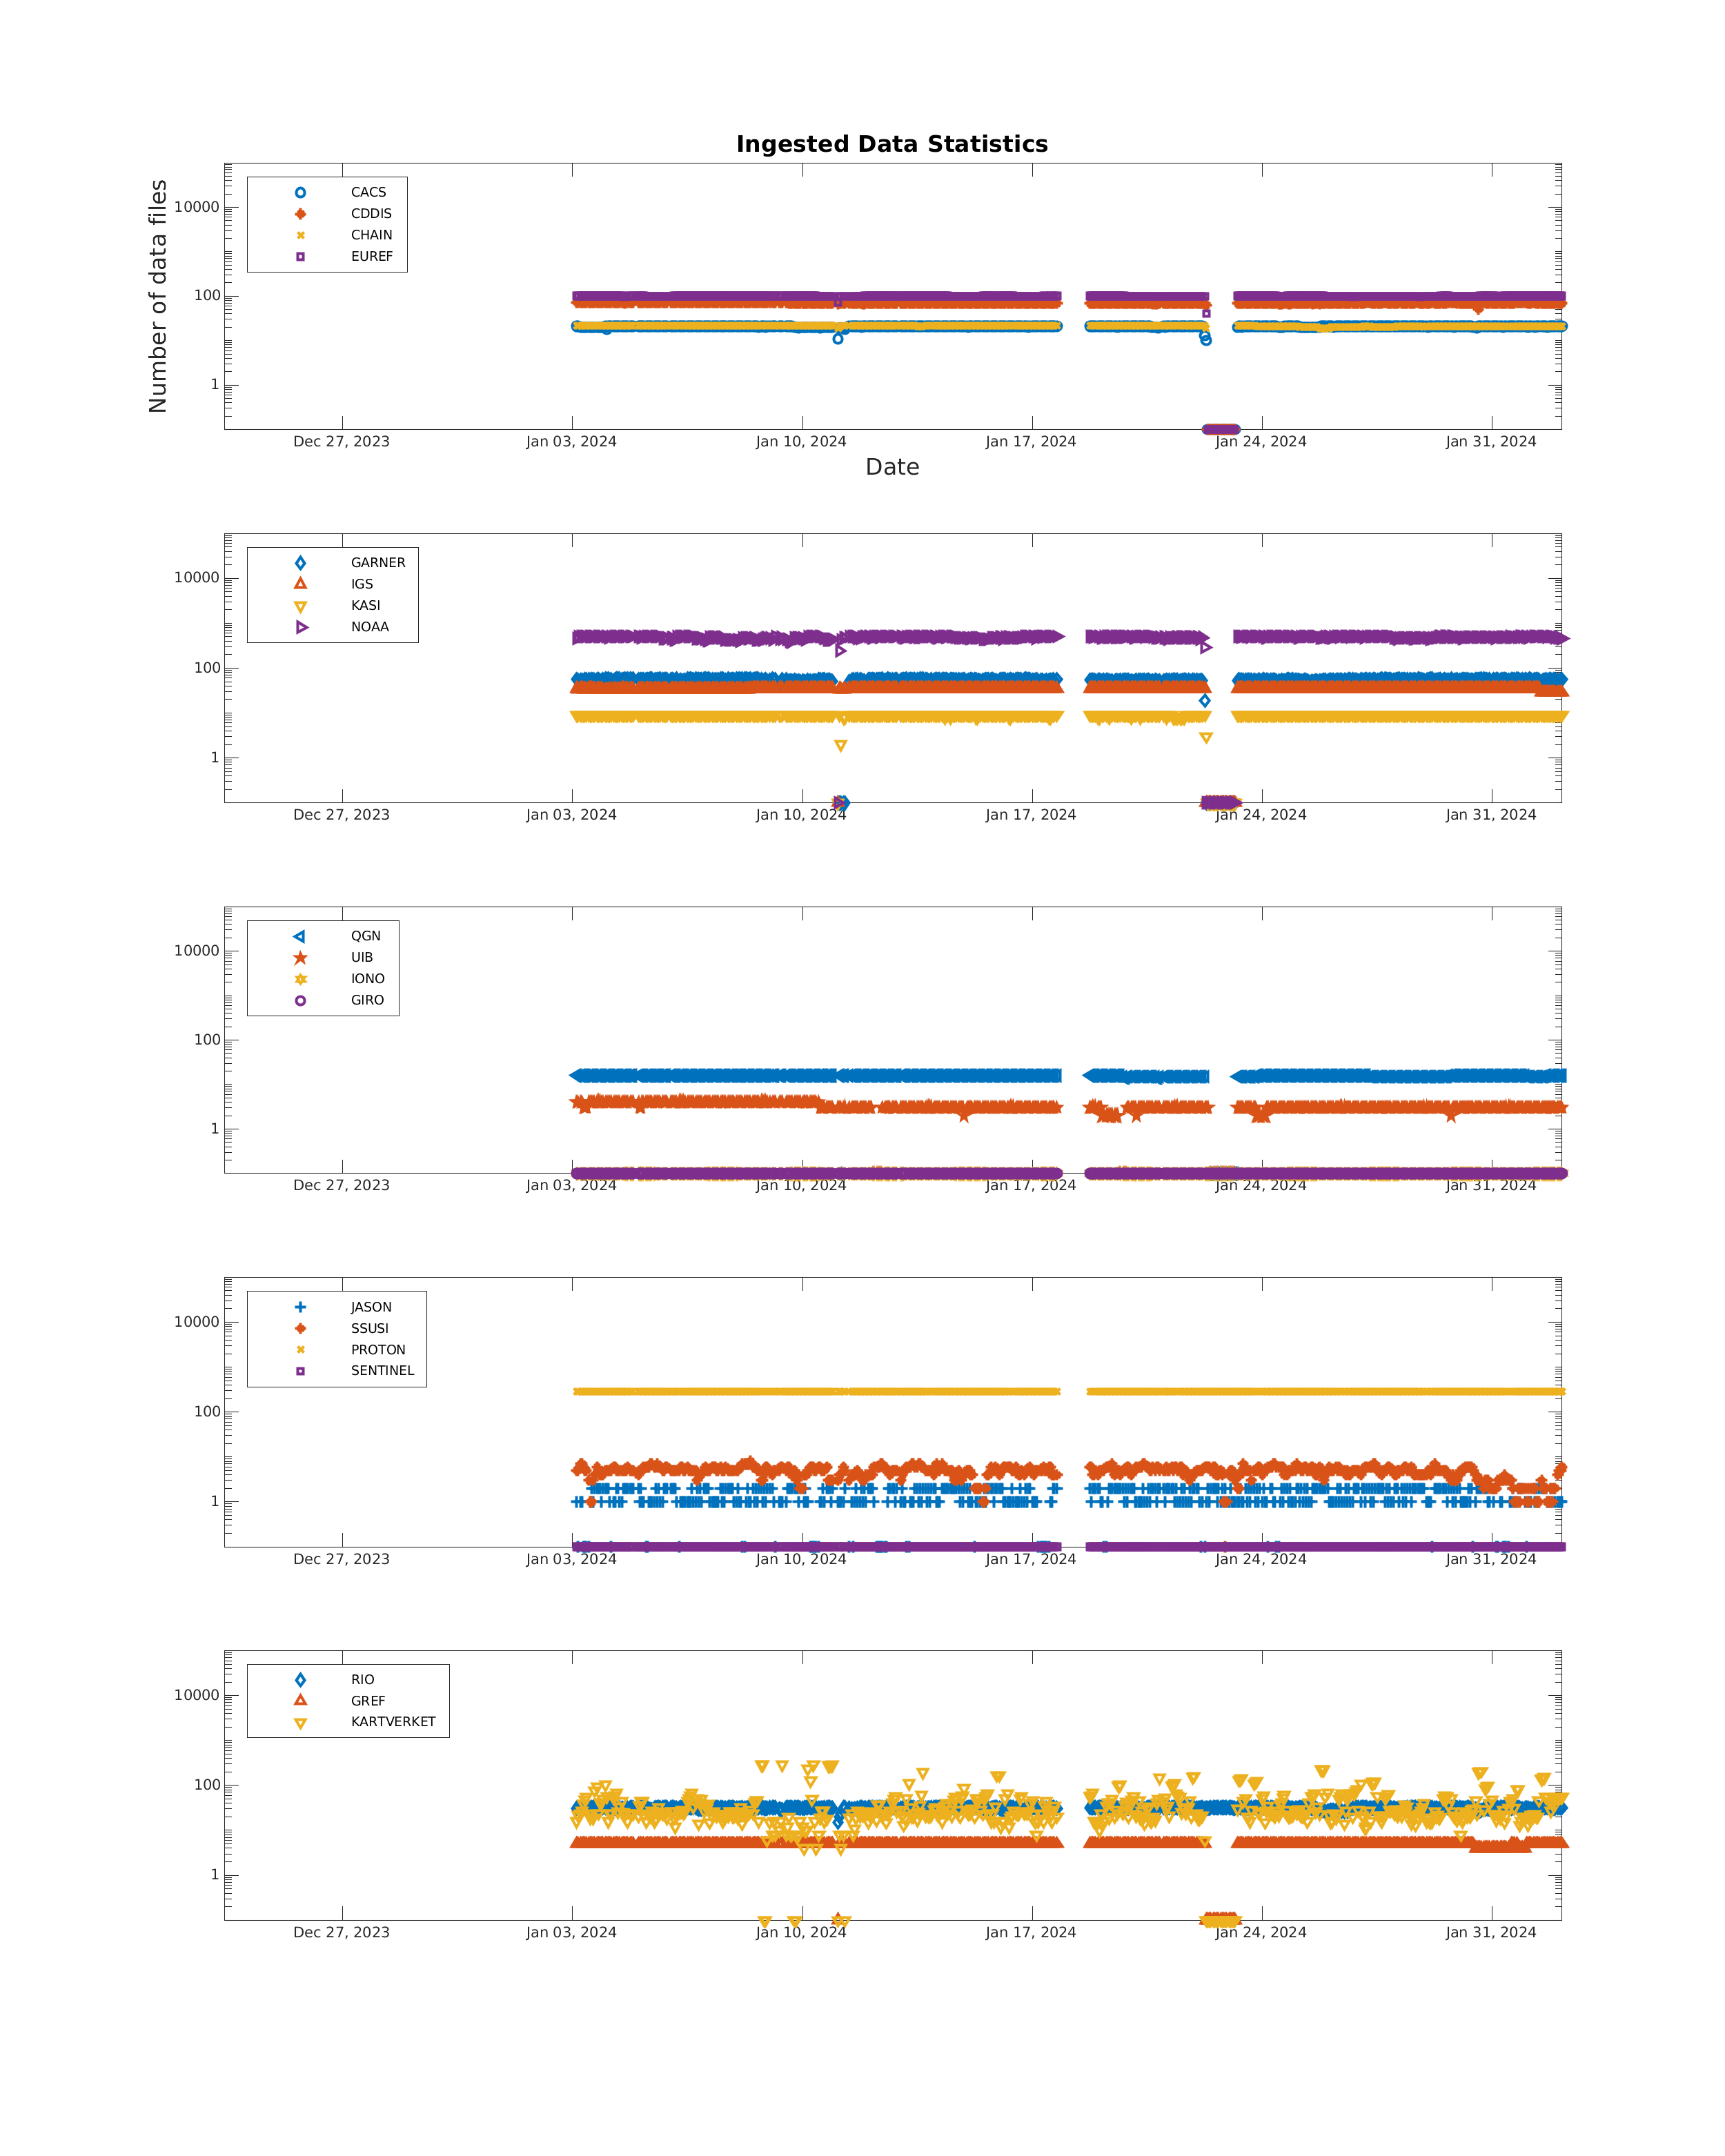 Ingested Data Statistics
Number of data files
10000
100
1
CACS
CDDIS
CHAIN
EUREF
Dec 27, 2023 Jan 03, 2024 Jan 10, 2024 Jan 17, 2024 Jan 24, 2024 Jan 31, 2024
Date
10000
100
1
GARNER
IGS
KASI
NOAA
Dec 27, 2023 Jan 03, 2024 Jan 10, 2024 Jan 17, 2024 Jan 24, 2024 Jan 31, 2024
10000
100
1
QGN
UIB
IONO
GIRO
Dec 27, 2023 Jan 03, 2024 Jan 10, 2024 Jan 17, 2024 Jan 24, 2024 Jan 31, 2024
10000
100
1
JASON
SSUSI
PROTON
SENTINEL
Dec 27, 2023 Jan 03, 2024 Jan 10, 2024 Jan 17, 2024 Jan 24, 2024 Jan 31, 2024
10000
100
1
RIO
GREF
KARTVERKET
Dec 27, 2023 Jan 03, 2024 Jan 10, 2024 Jan 17, 2024 Jan 24, 2024 Jan 31, 2024